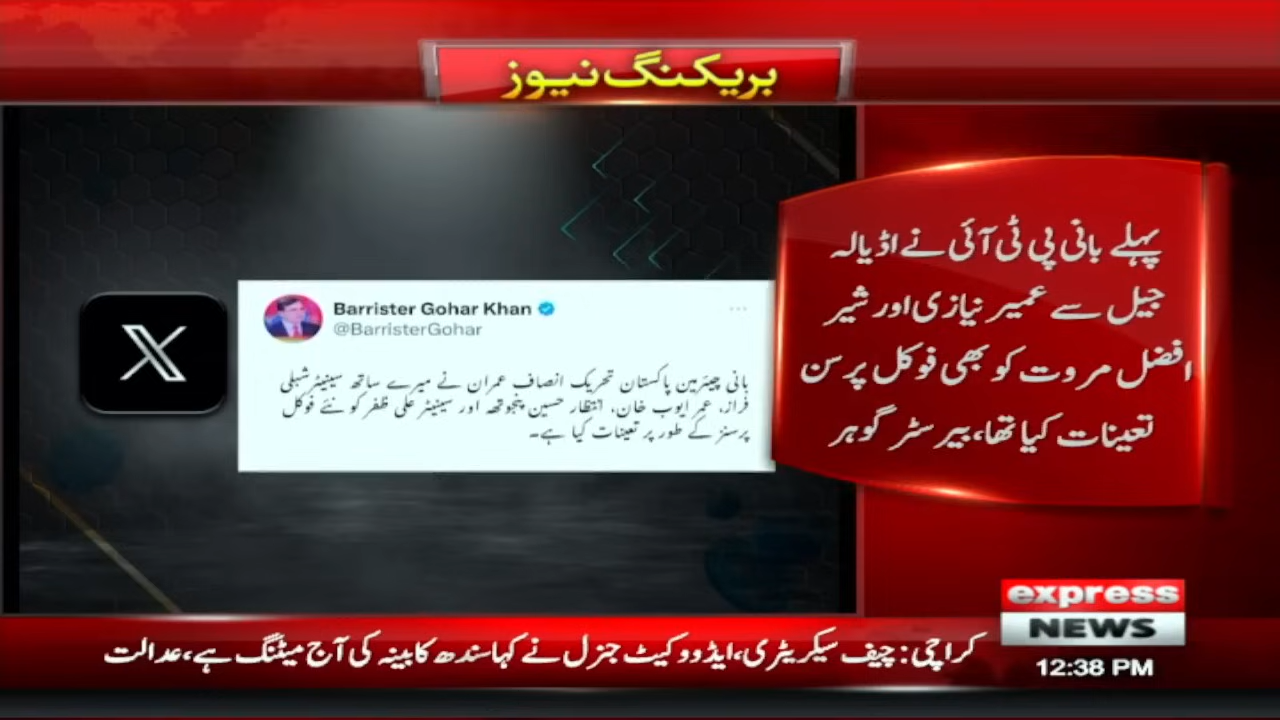 بریکنگ نیوز
پہلے بانی پی ٹی آئی نے اڈیالہ
جیل سے عمیر نیازی اور شیر
افضل مروت کو بھی فوکل پرسن
تعینات کیا تھا، بیرسٹر گوہر
Barrister Gohar Khan
@BarristerGohar
بانی چیئرمین پاکستان تحریک انصاف عمران نے میرے ساتھ سینیٹر شبلی
فراز، عمر ایوب خان، انتظار حسین پنجوتھہ اور سینیٹر علی ظفر کو نئے فوکل
پرسنز کے طور پر تعینات کیا ہے۔
کراچی: چیف سیکریٹری، ایڈووکیٹ جنرل نے کہا سندھ کابینہ کی آج میٹنگ ہے، عدالت
express
NEWS
12:38 PM